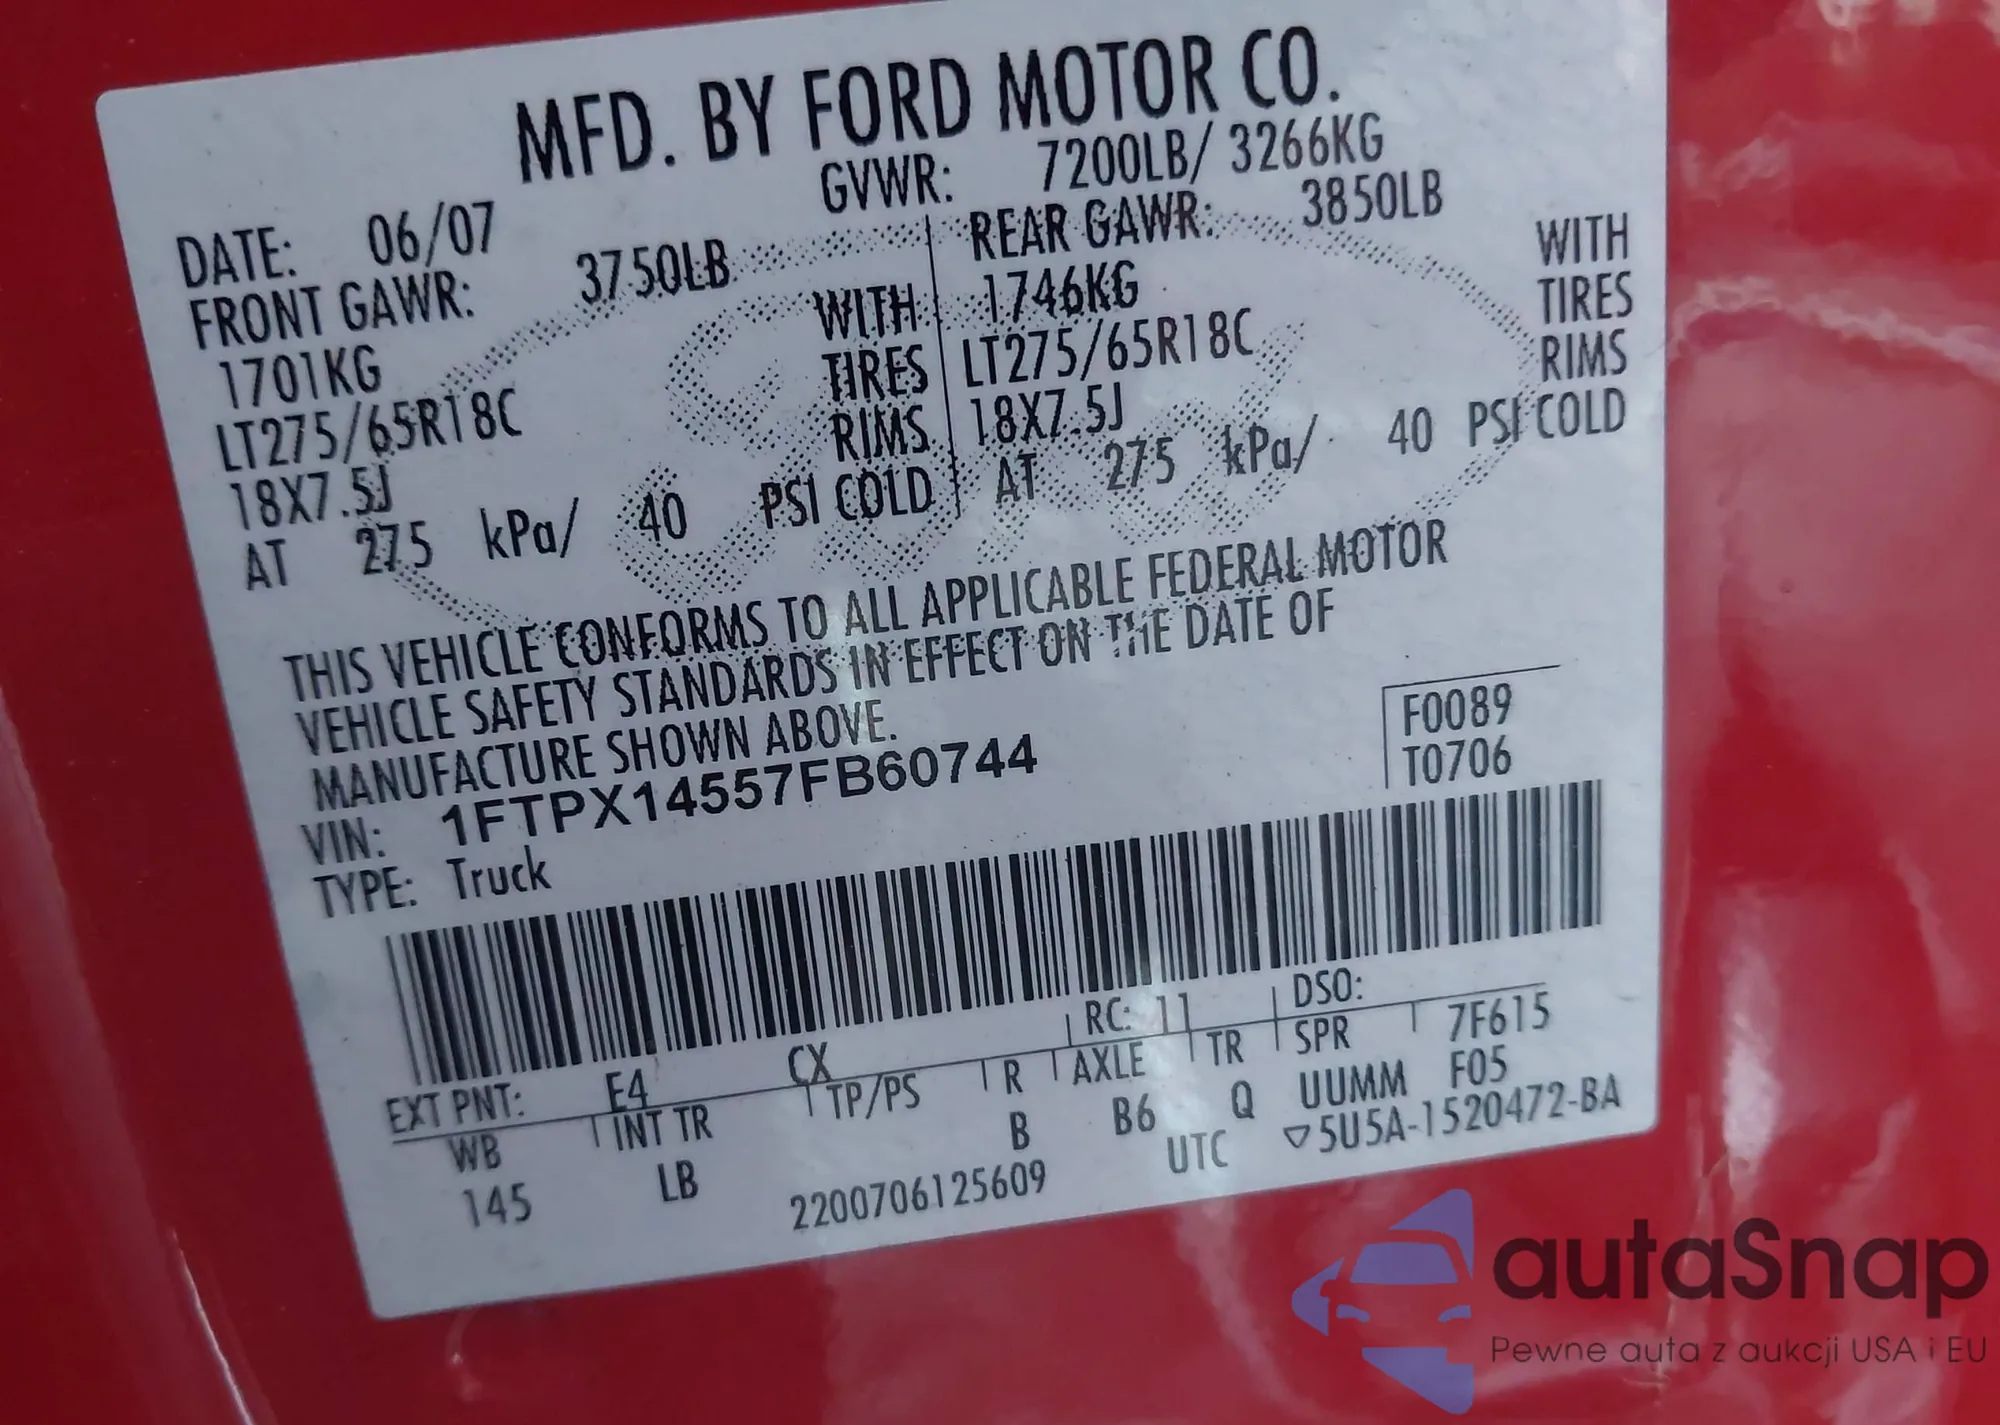 MFD. BY FORD MOTOR CO.
DATE: 06/07 GVWR: 7200LB/ 3266KG
FRONT GAWR: 3750LB REAR GAWR: 3850LB
1701KG WITH 1746KG WITH
LT275/65R18C TIRES LT275/65R18C TIRES
18X7.5J RIMS 18X7.5J RIMS
AT 275 kPa/ 40 PSI COLD AT 275 kPa/ 40 PSI COLD
THIS VEHICLE CONFORMS TO ALL APPLICABLE FEDERAL MOTOR
VEHICLE SAFETY STANDARDS IN EFFECT ON THE DATE OF
MANUFACTURE SHOWN ABOVE.
VIN: 1FTPX14557FB60744
TYPE: Truck
F0089
T0706
EXT PNT: E4 CX RC: 11 DSO:
WB INT TR TP/PS R AXLE TR SPR 7F615
145 LB B B6 Q UUMM F05
2200706125609 UTC ▽5U5A-1520472-BA
autaSnap
Pewne auta z aukcji USA i EU